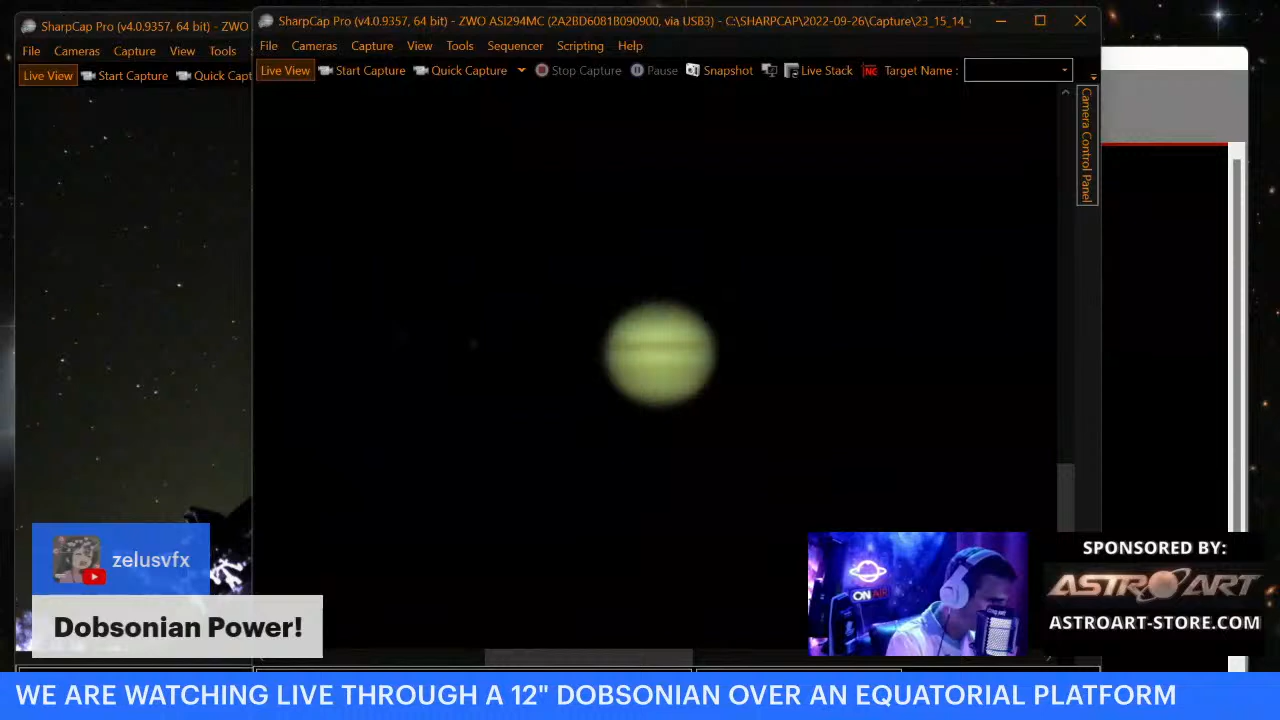 SharpCap Pro (v4.0.9357, 64 bit) - ZWO
File Cameras Capture View Tools
Live View Start Capture Quick Capt
SharpCap Pro (v4.0.9357, 64 bit) - ZWO ASI294MC (2A2BD6081B090900, via USB3) - C:\SHARPCAP\2022-09-26\Capture\23_15_14_
File Cameras Capture View Tools Sequencer Scripting Help
Live View Start Capture Quick Capture Stop Capture Pause Snapshot Live Stack Target Name :
Camera Control Panel
zelusvfx
Dobsonian Power!
ON AIR
SPONSORED BY:
ASTROART
ASTROART-STORE.COM
WE ARE WATCHING LIVE THROUGH A 12" DOBSONIAN OVER AN EQUATORIAL PLATFORM